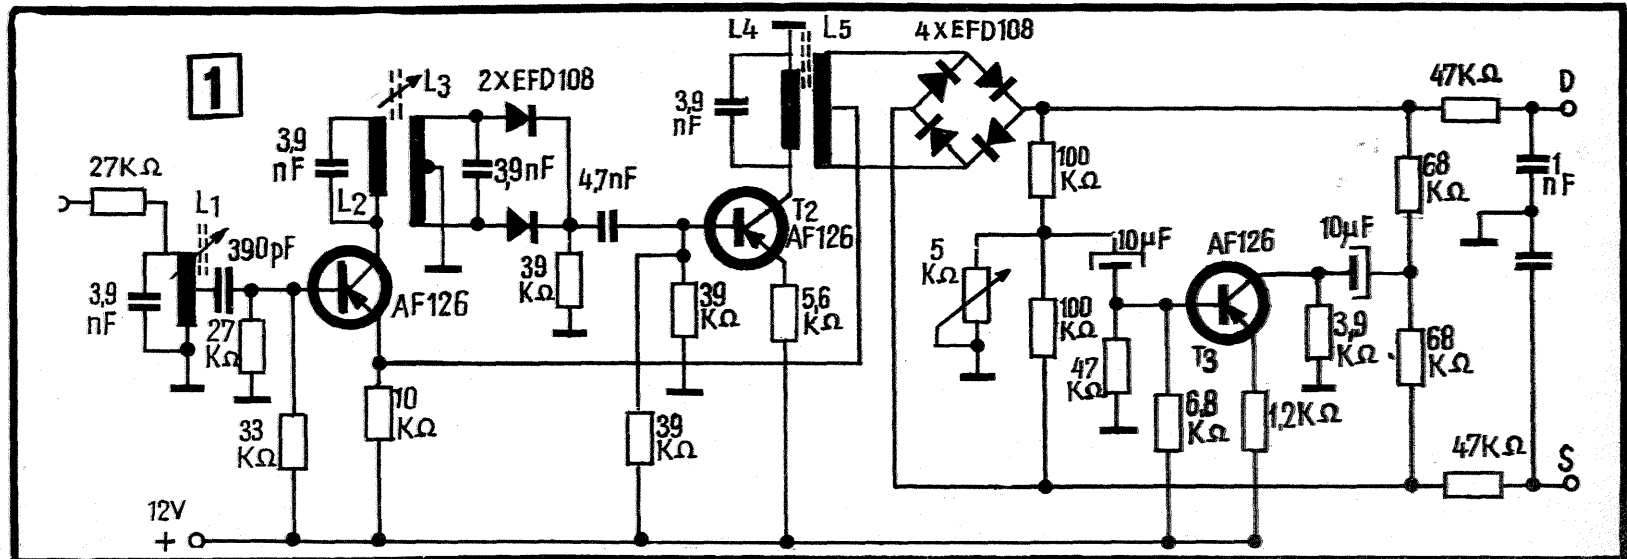 1
27KΩ
L1
3,9
nF
390pF
27
KΩ
33
KΩ
12V
+
3,9
nF
L2
L3
AF126
10
KΩ
2XEFD108
3,9nF
4,7nF
39
KΩ
39
KΩ
39
KΩ
L4
L5
3,9
nF
T2
AF126
5,6
KΩ
4XEFD108
100
KΩ
5
KΩ
100
KΩ
10µF
47
KΩ
AF126
T3
6,8
KΩ
1,2KΩ
10µF
3,9
KΩ
68
KΩ
68
KΩ
47KΩ
D
1
nF
47KΩ
S